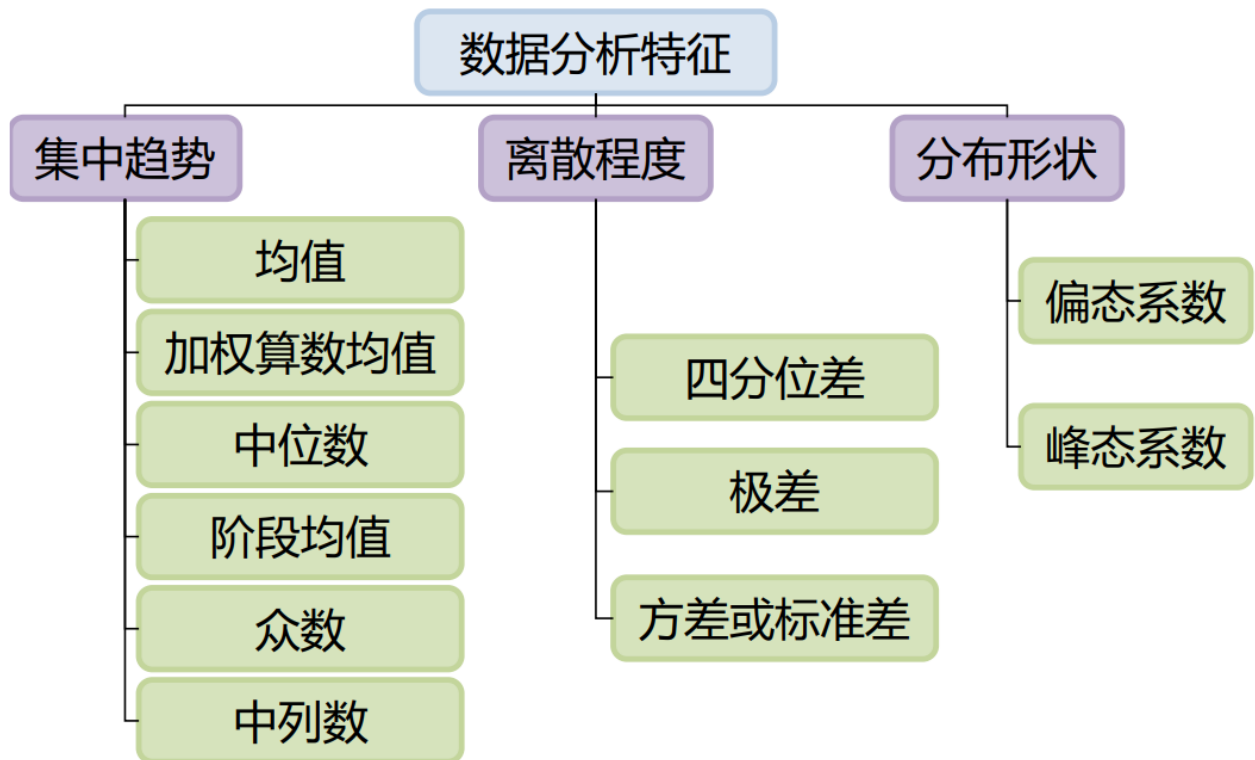 数据分析特征
集中趋势
均值
加权算数均值
中位数
阶段均值
众数
中列数
离散程度
四分位差
极差
方差或标准差
分布形状
偏态系数
峰态系数